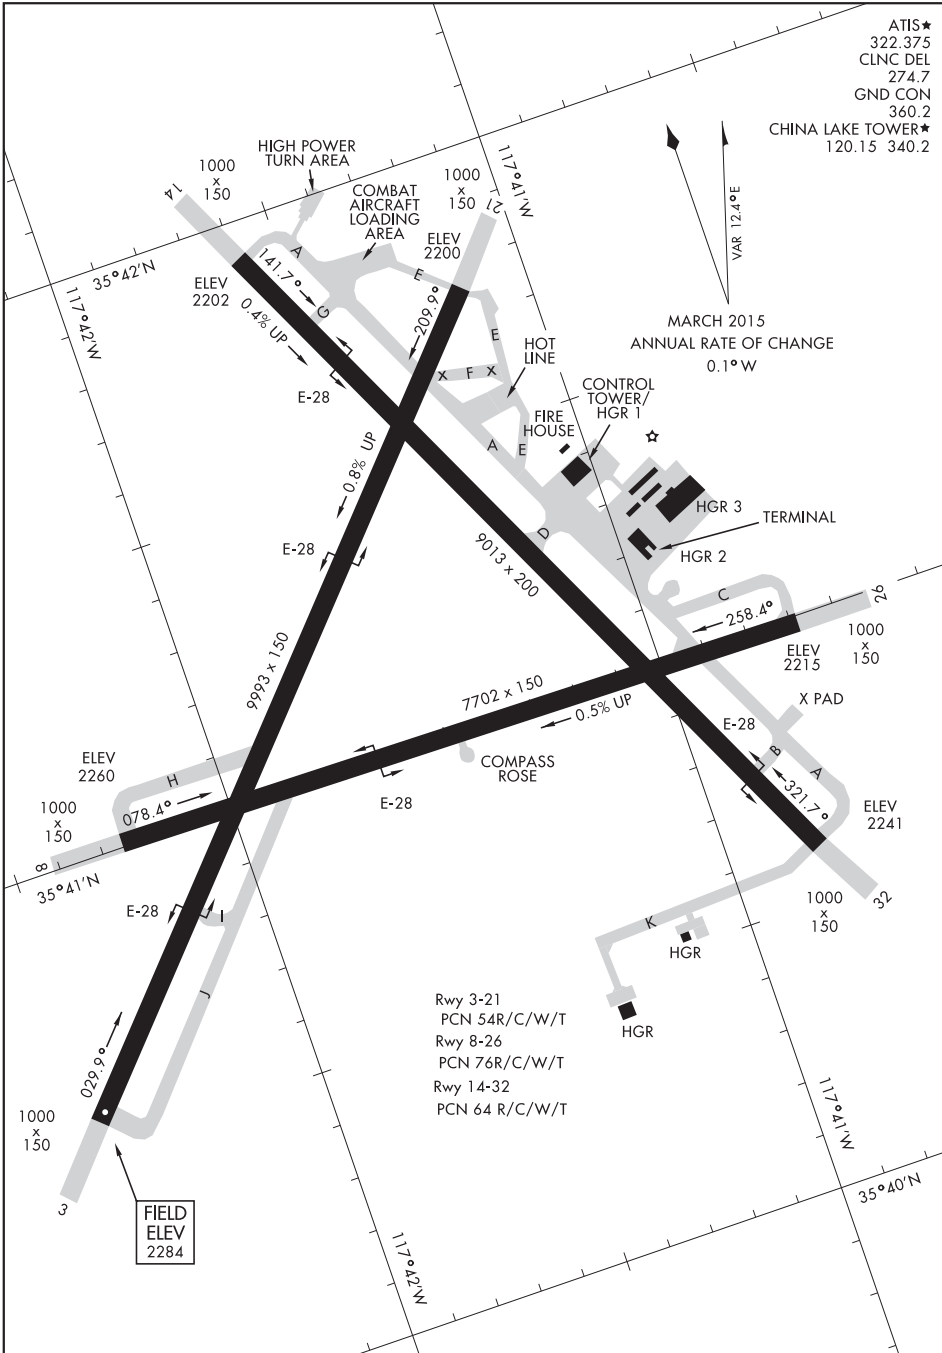 ATIS★
322.375
CLNC DEL
274.7
GND CON
360.2
CHINA LAKE TOWER★
120.15 340.2
HIGH POWER
TURN AREA
1000
x
150
14
COMBAT
AIRCRAFT
LOADING
AREA
1000
x
150
21
117°41'W
VAR 12.4°E
35°42'N
117°42'W
ELEV
2202
A
141.7°
G
0.4% UP
E-28
ELEV
2200
E
209.9°
E
X F X
HOT
LINE
MARCH 2015
ANNUAL RATE OF CHANGE
0.1° W
CONTROL
TOWER/
HGR 1
FIRE
HOUSE
A
E
0.8% UP
E-28
D
HGR 3
TERMINAL
HGR 2
9013 x 200
C
258.4°
26
1000
x
150
ELEV
2215
9993 x 150
7702 x 150
0.5% UP
X PAD
E-28
B
A
321.7°
ELEV
2241
COMPASS
ROSE
ELEV
2260
H
078.4°
E-28
1000
x
150
8
35°41'N
E-28
I
J
1000
x
150
32
K
HGR
HGR
Rwy 3-21
PCN 54R/C/W/T
Rwy 8-26
PCN 76R/C/W/T
Rwy 14-32
PCN 64 R/C/W/T
029.9°
1000
x
150
3
FIELD
ELEV
2284
117°41'W
35°40'N
117°42'W